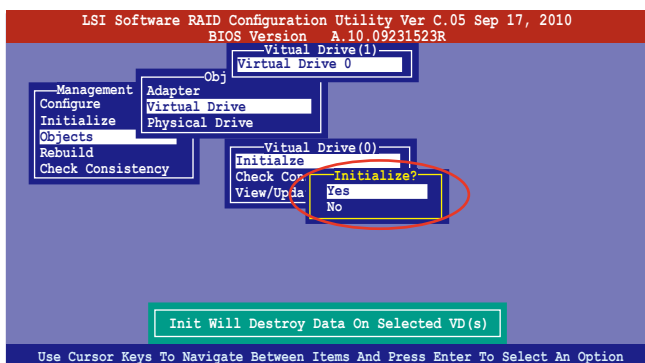 LSI Software RAID Configuration Utility Ver C.05 Sep 17, 2010
BIOS Version A.10.09231523R
Vitual Drive(1)
Virtual Drive 0
Obj
Adapter
Virtual Drive
Physical Drive
Management
Configure
Initialize
Objects
Rebuild
Check Consistency
Vitual Drive(0)
Initialze
Check Con
View/Upda
Initialize?
Yes
No
Init Will Destroy Data On Selected VD(s)
Use Cursor Keys To Navigate Between Items And Press Enter To Select An Option